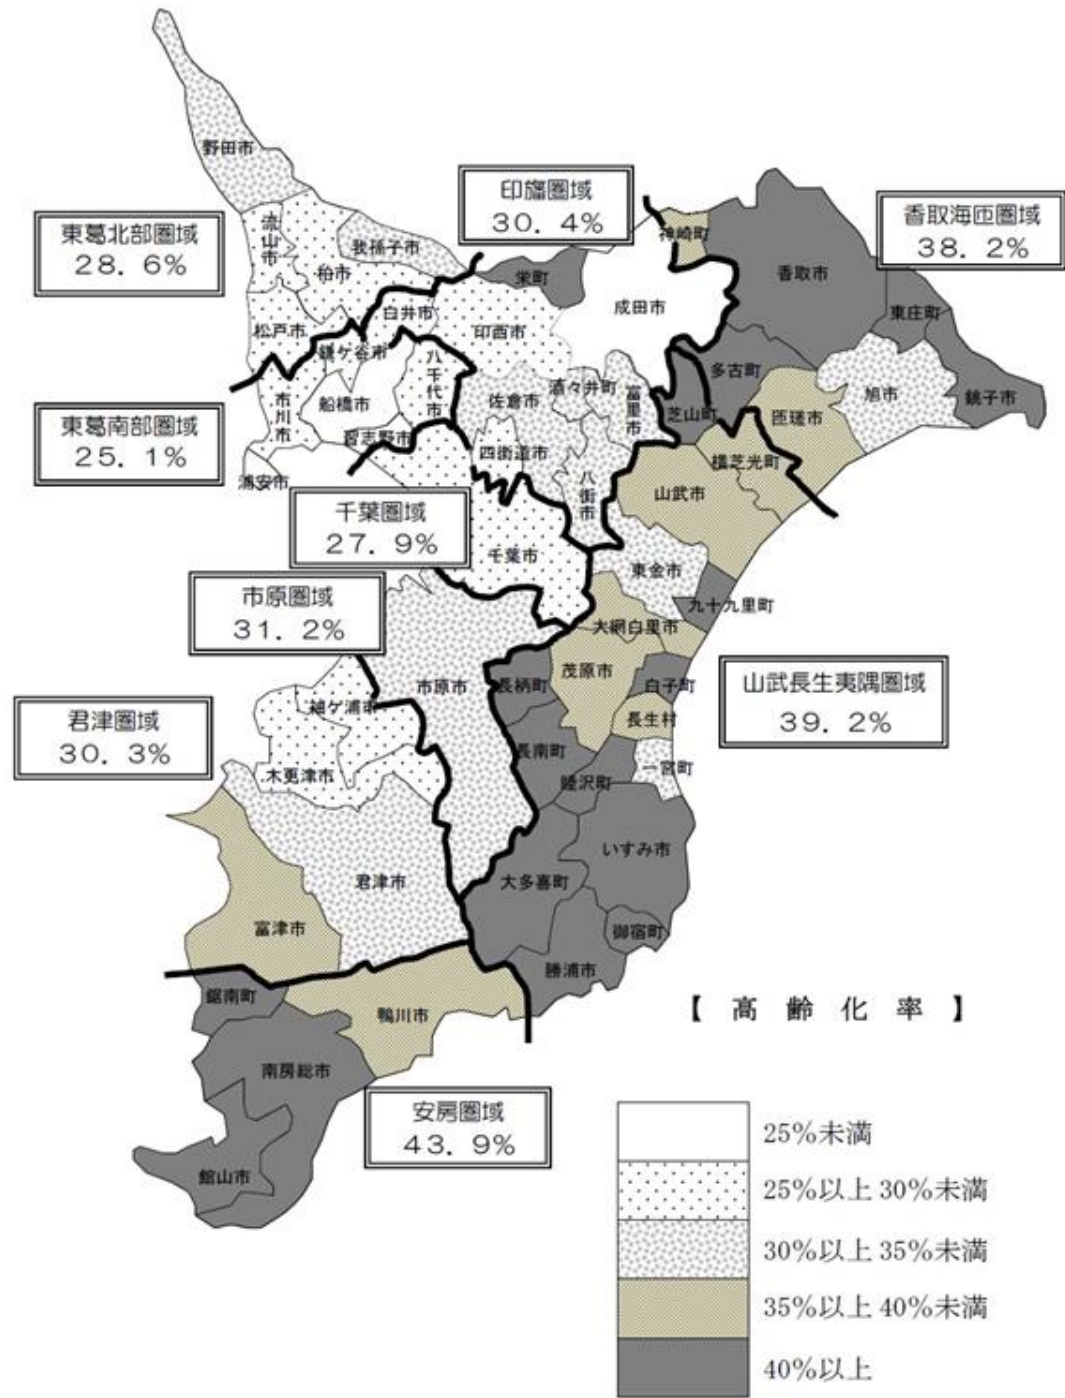 野田市
印旛圏域
30．4％
香取海匝圏域
38．2％
東葛北部圏域
28．6％
流山市
我孫子市
柏市
神崎町
香取市
栄町
成田市
東庄町
白井市
印西市
松戸市
鎌ケ谷市
八千代市
多古町
旭市
銚子市
佐倉市
酒々井町
富里市
芝山町
匝瑳市
市川市
船橋市
東葛南部圏域
25．1％
習志野市
四街道市
横芝光町
浦安市
八街市
山武市
千葉圏域
27．9％
千葉市
東金市
市原圏域
31．2％
九十九里町
大網白里市
茂原市
市原市
長柄町
白子町
山武長生夷隅圏域
39．2％
君津圏域
30．3％
袖ケ浦市
長生村
長南町
木更津市
睦沢町
一宮町
いすみ市
君津市
大多喜町
富津市
御宿町
勝浦市
鋸南町
鴨川市
【 高 齢 化 率 】
南房総市
安房圏域
43．9％
館山市
25％未満
25％以上 30％未満
30％以上 35％未満
35％以上 40％未満
40％以上